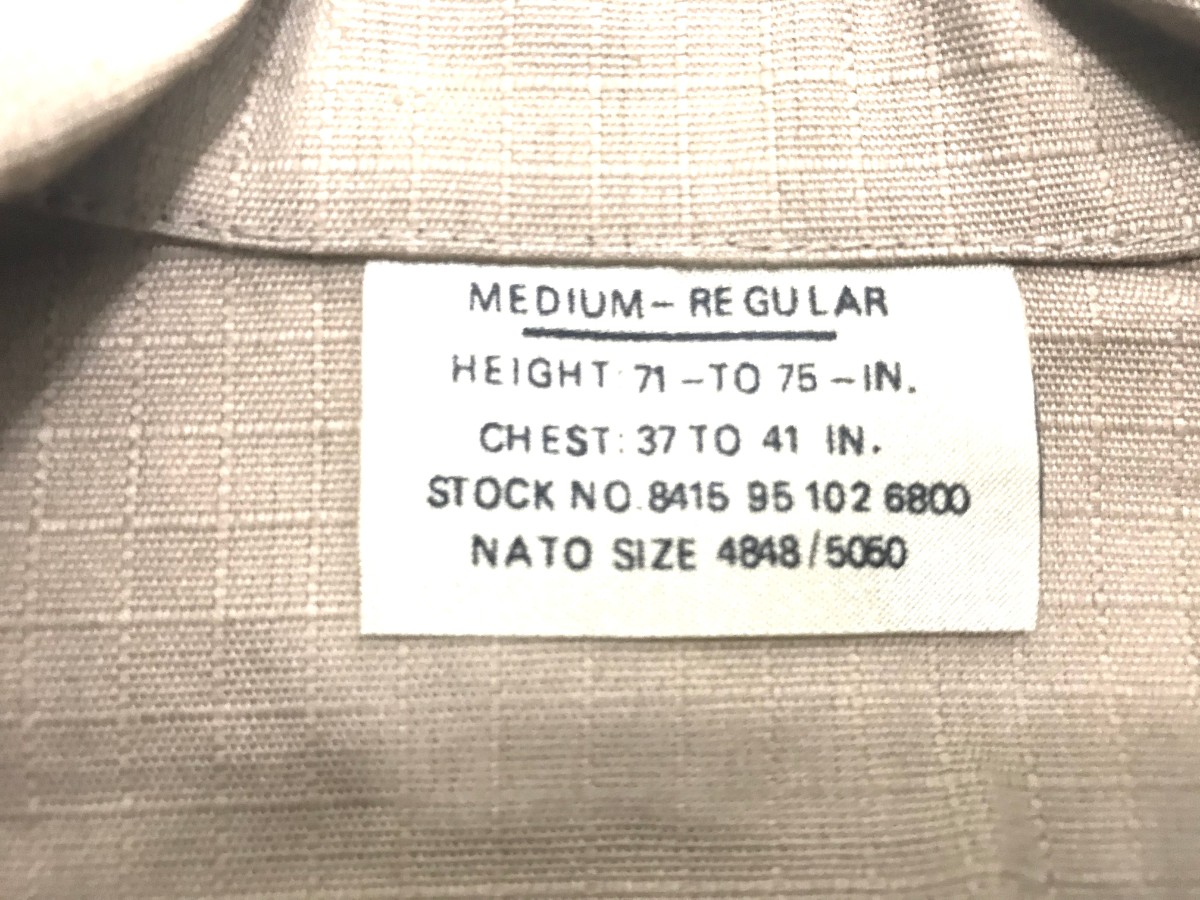 MEDIUM-REGULAR
HEIGHT 71-TO 75-IN.
CHEST: 37 TO 41 IN.
STOCK NO. 8415 95 102 6800
NATO SIZE 4848/5050